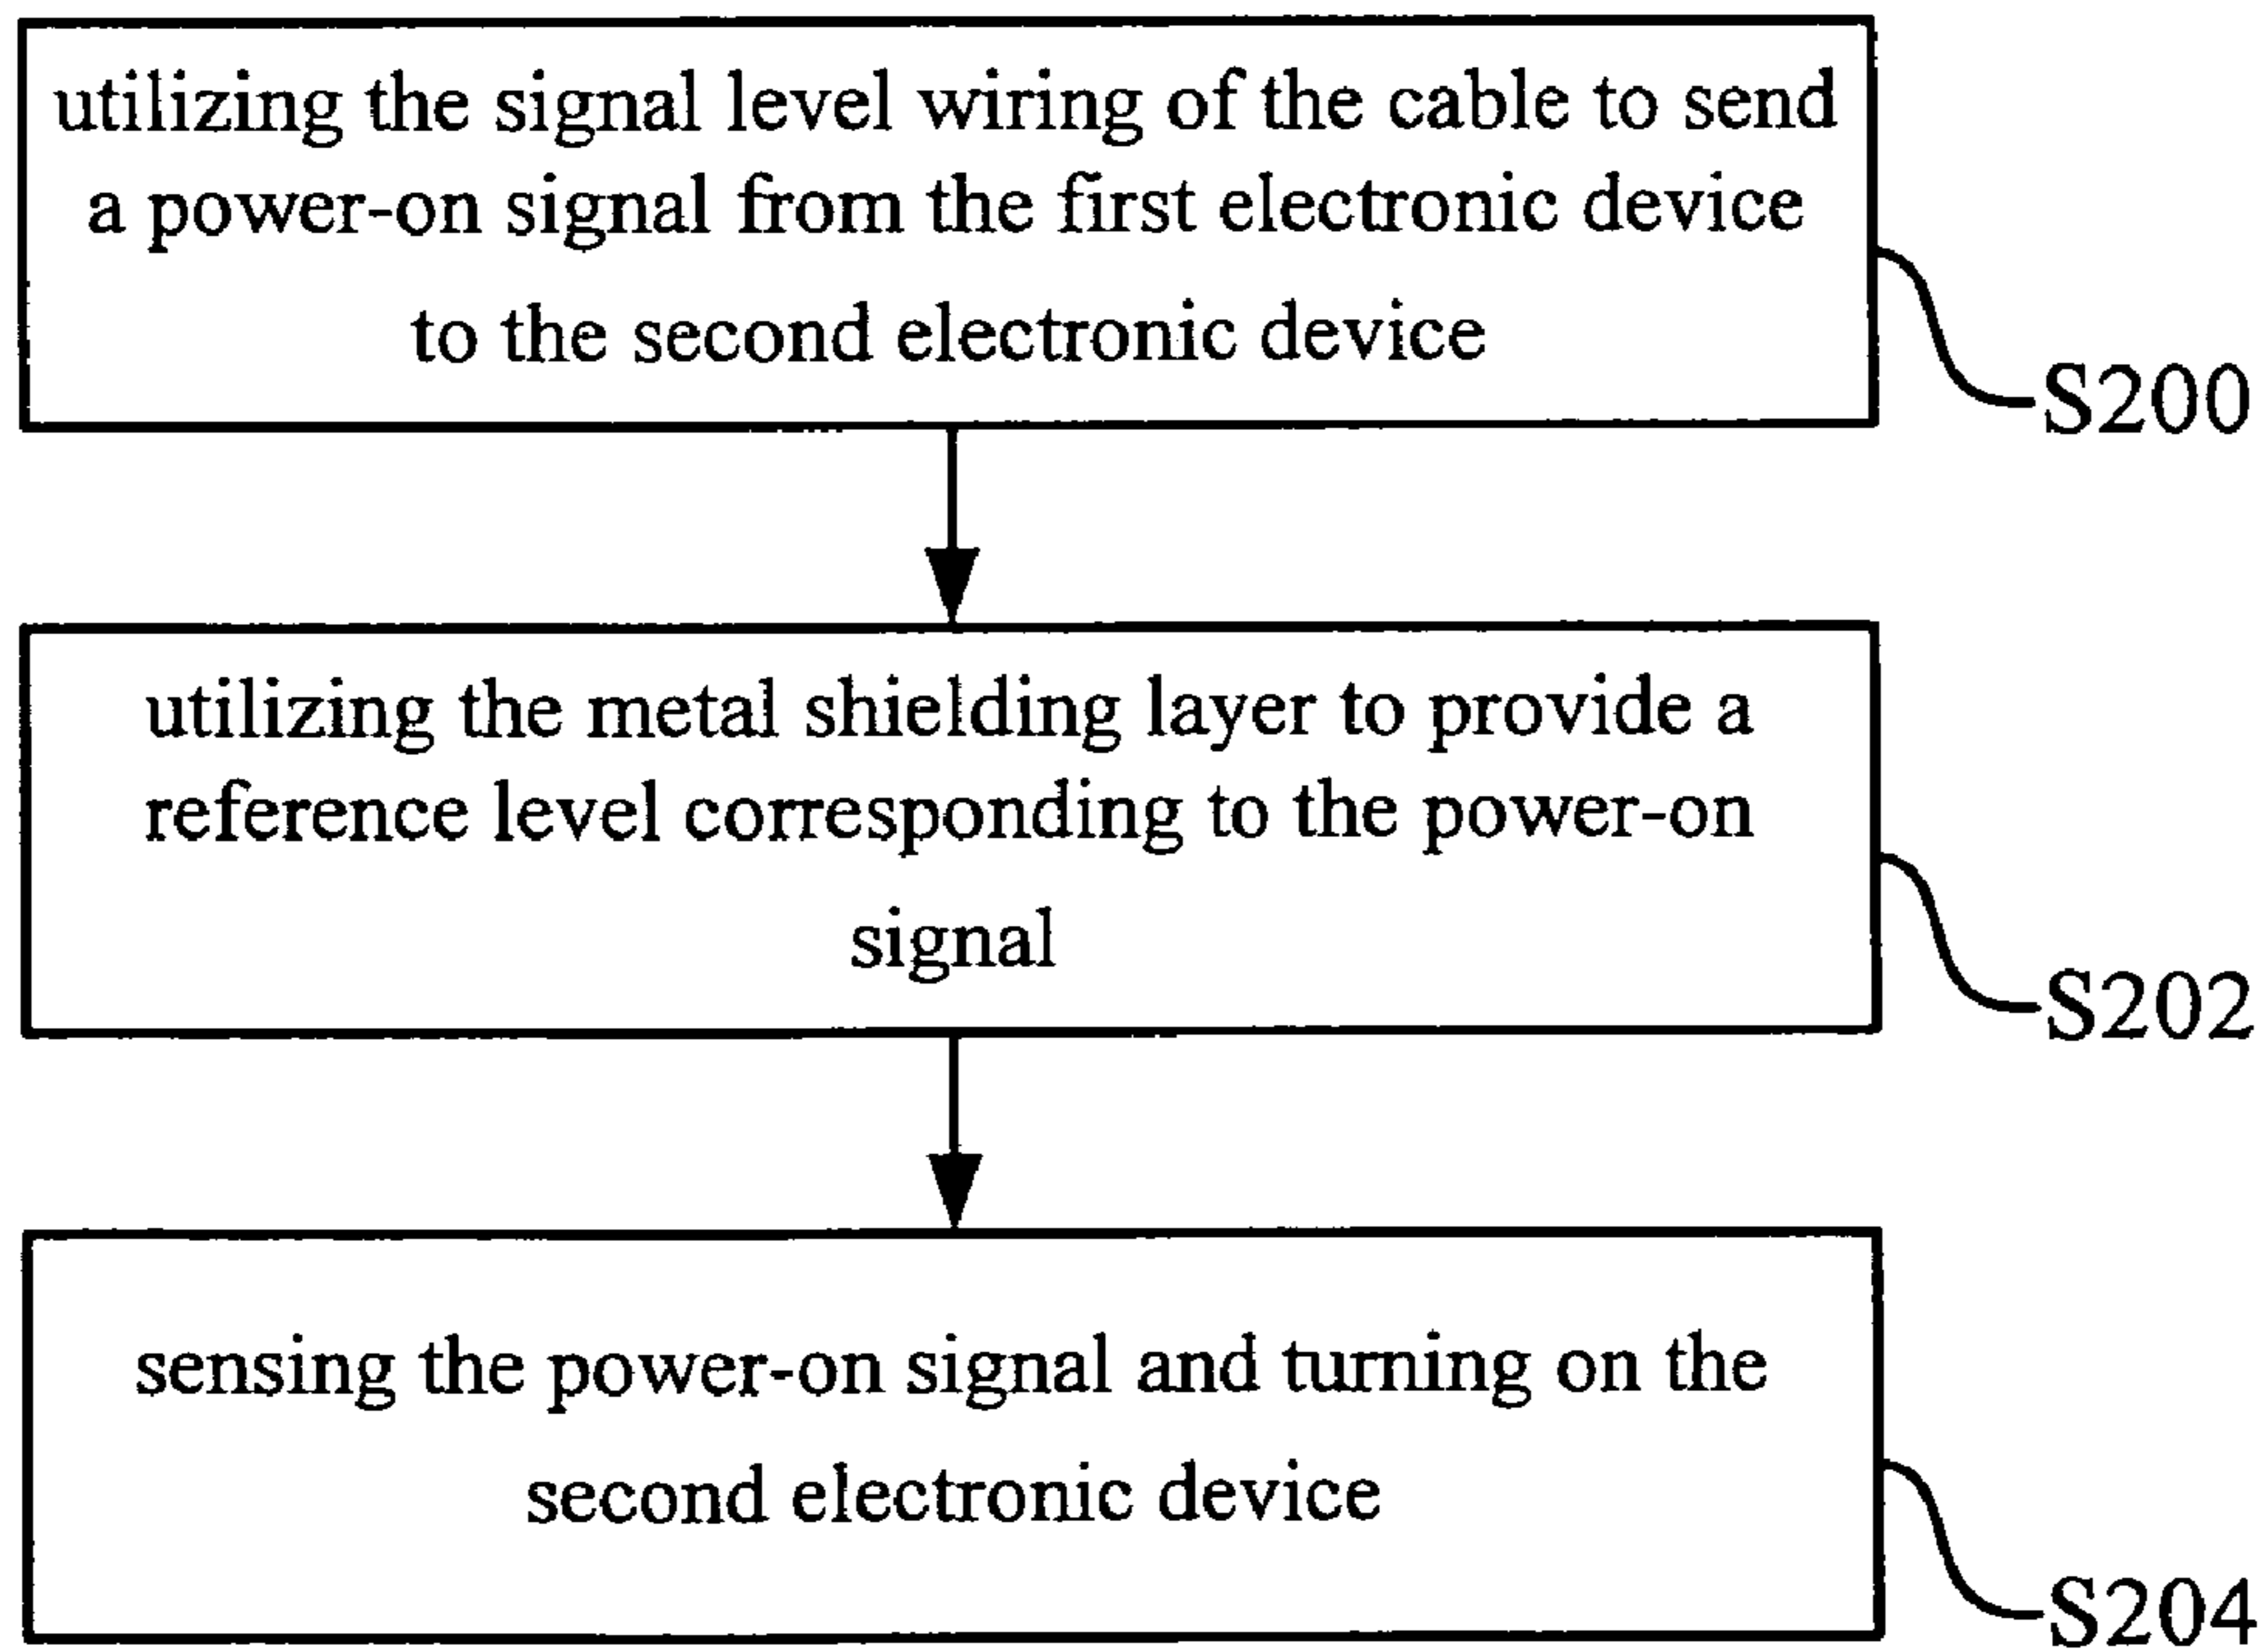 utilizing the signal level wiring of the cable to send
a power-on signal from the first electronic device
to the second electronic device
S200
utilizing the metal shielding layer to provide a
reference level corresponding to the power-on
signal
S202
sensing the power-on signal and turning on the
second electronic device
S204